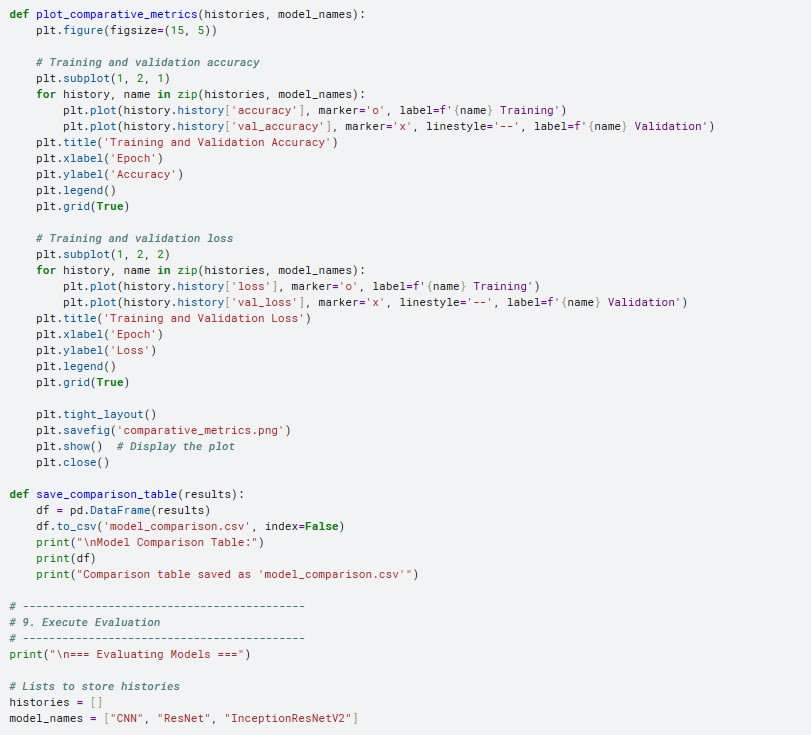 def plot_comparative_metrics(histories, model_names):
    plt.figure(figsize=(15, 5))

    # Training and validation accuracy
    plt.subplot(1, 2, 1)
    for history, name in zip(histories, model_names):
        plt.plot(history.history['accuracy'], marker='o', label=f'{name} Training')
        plt.plot(history.history['val_accuracy'], marker='x', linestyle='--', label=f'{name} Validation')
    plt.title('Training and Validation Accuracy')
    plt.xlabel('Epoch')
    plt.ylabel('Accuracy')
    plt.legend()
    plt.grid(True)

    # Training and validation loss
    plt.subplot(1, 2, 2)
    for history, name in zip(histories, model_names):
        plt.plot(history.history['loss'], marker='o', label=f'{name} Training')
        plt.plot(history.history['val_loss'], marker='x', linestyle='--', label=f'{name} Validation')
    plt.title('Training and Validation Loss')
    plt.xlabel('Epoch')
    plt.ylabel('Loss')
    plt.legend()
    plt.grid(True)

    plt.tight_layout()
    plt.savefig('comparative_metrics.png')
    plt.show()  # Display the plot
    plt.close()

def save_comparison_table(results):
    df = pd.DataFrame(results)
    df.to_csv('model_comparison.csv', index=False)
    print("\nModel Comparison Table:")
    print(df)
    print("Comparison table saved as 'model_comparison.csv'")

# -------------------------------------------
# 9. Execute Evaluation
# -------------------------------------------
print("\n=== Evaluating Models ===")

# Lists to store histories
histories = []
model_names = ["CNN", "ResNet", "InceptionResNetV2"]